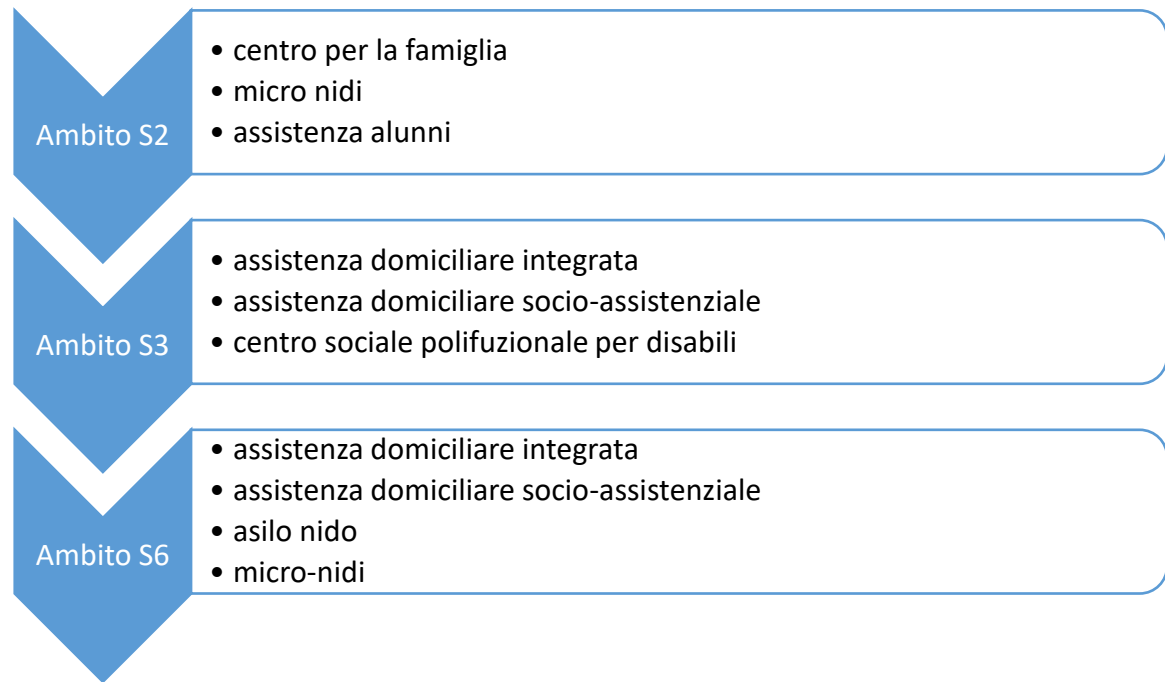 Ambito S2
• centro per la famiglia
• micro nidi
• assistenza alunni
Ambito S3
• assistenza domiciliare integrata
• assistenza domiciliare socio-assistenziale
• centro sociale polifuzionale per disabili
Ambito S6
• assistenza domiciliare integrata
• assistenza domiciliare socio-assistenziale
• asilo nido
• micro-nidi